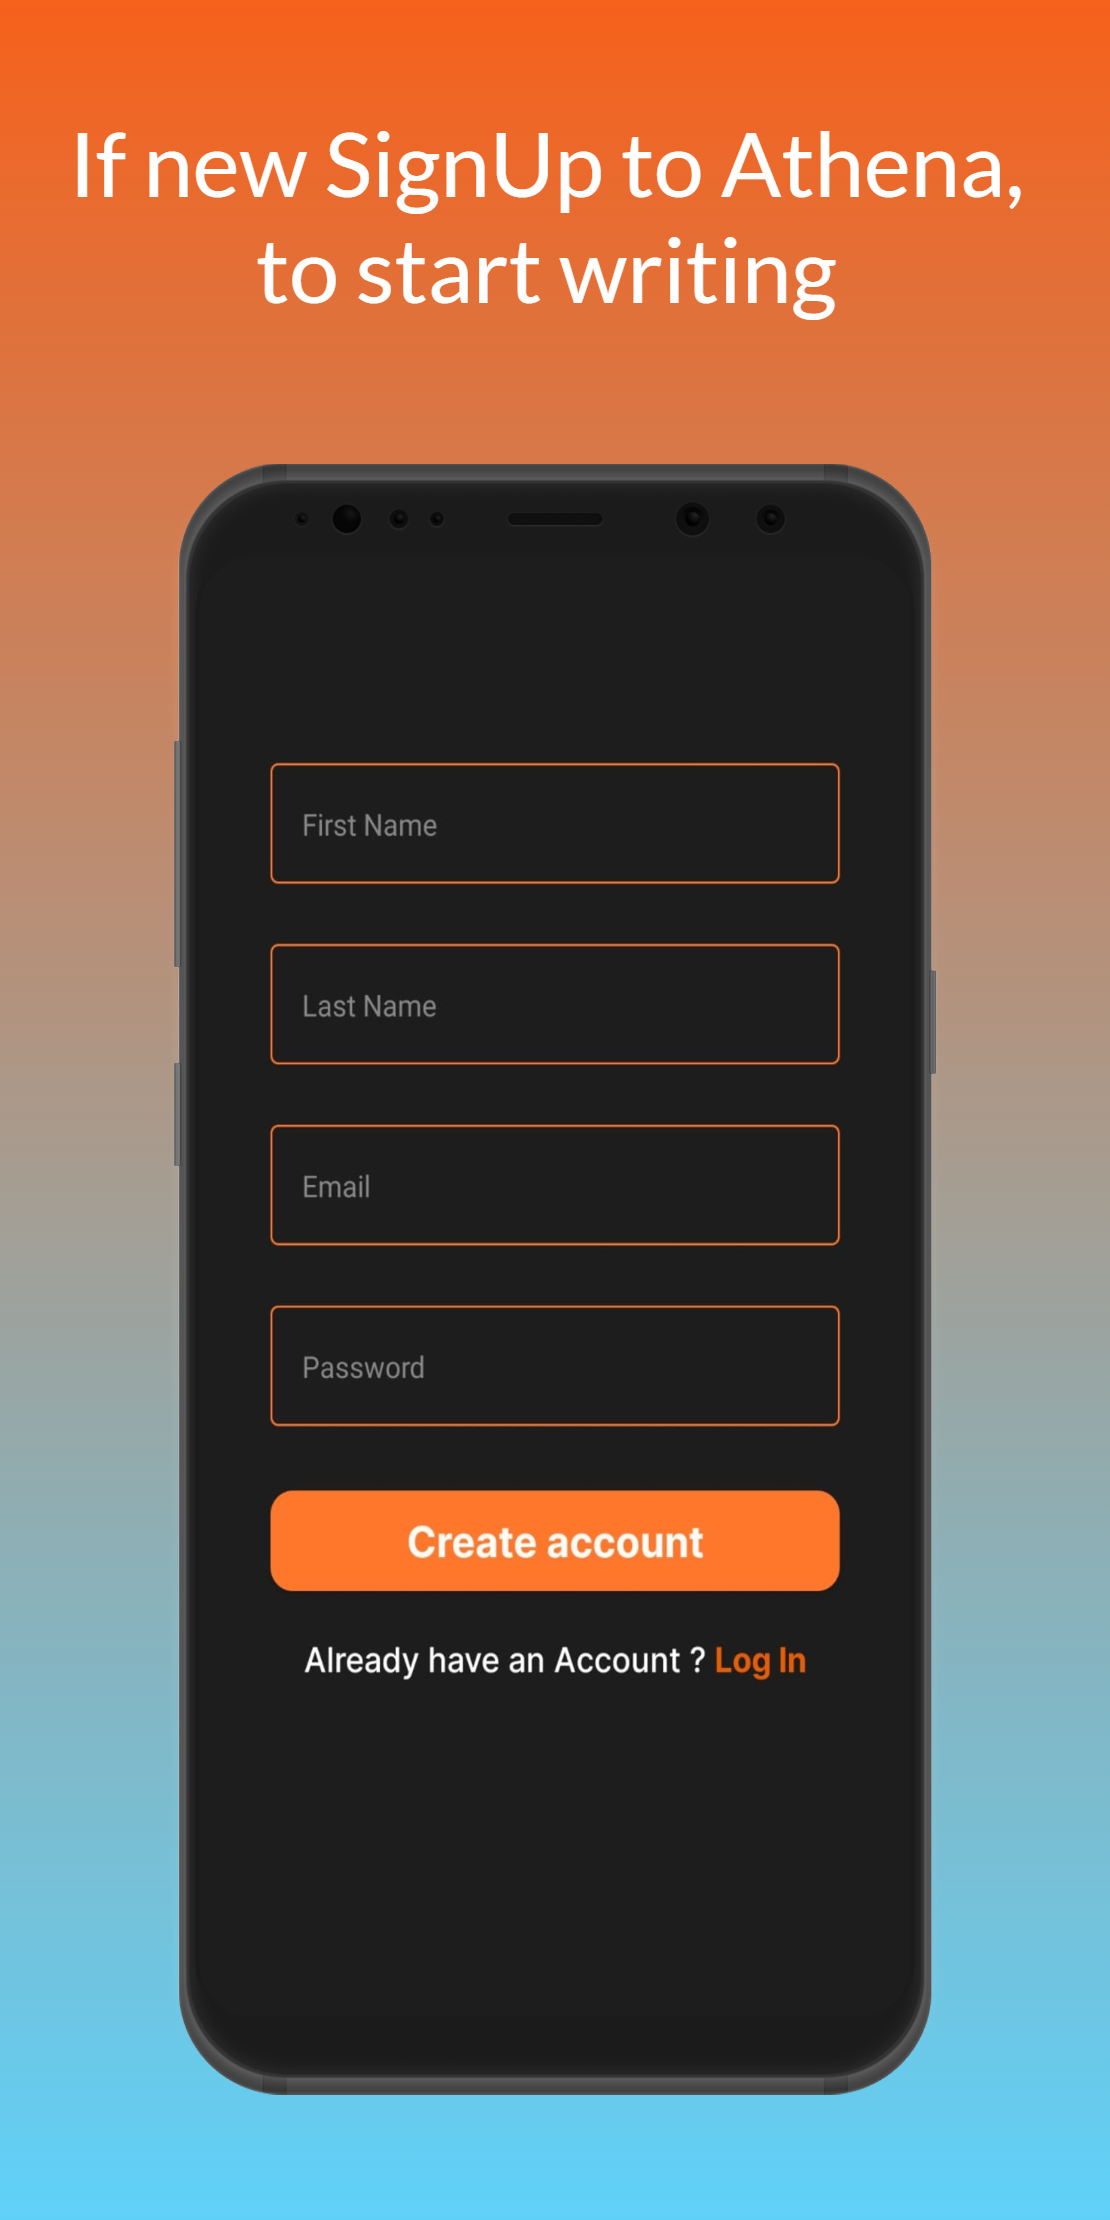 If new SignUp to Athena,
to start writing
First Name
Last Name
Email
Password
Create account
Already have an Account ? Log In